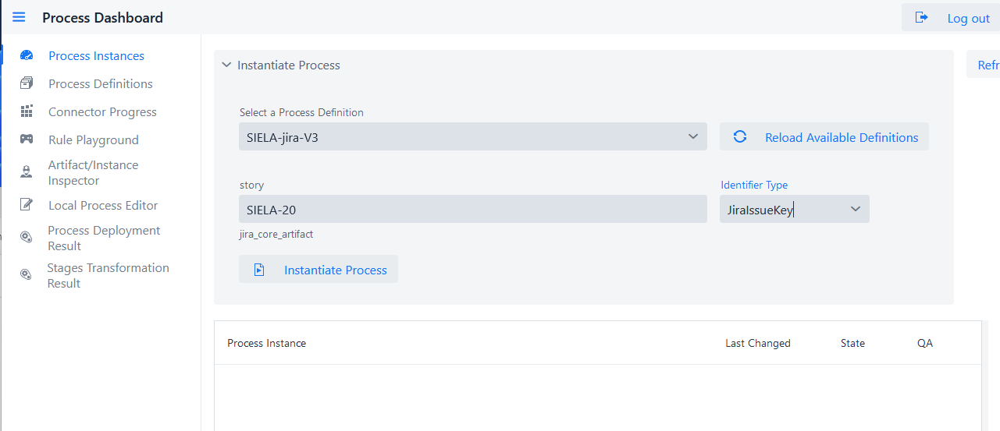 Process Dashboard
Log out
Process Instances
Process Definitions
Connector Progress
Rule Playground
Artifact/Instance
Inspector
Local Process Editor
Process Deployment
Result
Stages Transformation
Result
Instantiate Process
Refr
Select a Process Definition
SIELA-jira-V3
Reload Available Definitions
story
Identifier Type
SIELA-20
JiraIssueKey
jira_core_artifact
Instantiate Process
Process Instance
Last Changed
State
QA